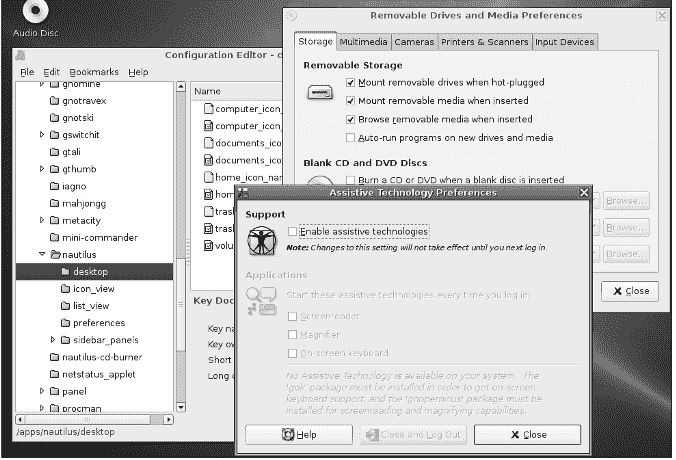 Audio Disc
Removable Drives and Media Preferences
Storage Multimedia Cameras Printers & Scanners Input Devices
Removable Storage
Mount removable drives when hot-plugged
Mount removable media when inserted
Browse removable media when inserted
Auto-run programs on new drives and media
Blank CD and DVD Discs
Burn a CD or DVD when a blank disc is inserted
Browse...
Browse...
Browse...
Close
Configuration Editor - d
File Edit Bookmarks Help
gnomine
gnotravex
gnotski
gswitchit
gtali
gthumb
iagno
mahjongg
metacity
mini-commander
nautilus
desktop
icon_view
list_view
preferences
sidebar_panels
nautilus-cd-burner
netstatus_applet
panel
procman
/apps/nautilus/desktop
Name
computer_icon_
computer_icon_
documents_ico
documents_ico
home_icon_nam
hom
trash
trash
volu
Key Doc
Key na
Key ow
Short
Long d
Assistive Technology Preferences
Support
Enable assistive technologies
Note: Changes to this setting will not take effect until you next log in.
Applications
Start these assistive technologies every time you log in:
Screenreader
Magnifier
On-screen keyboard
No Assistive Technology is available on your system. The
'gok' package must be installed in order to get on-screen
keyboard support, and the 'gnopernicus' package must be
installed for screenreading and magnifying capabilities.
Help Close and Log Out Close